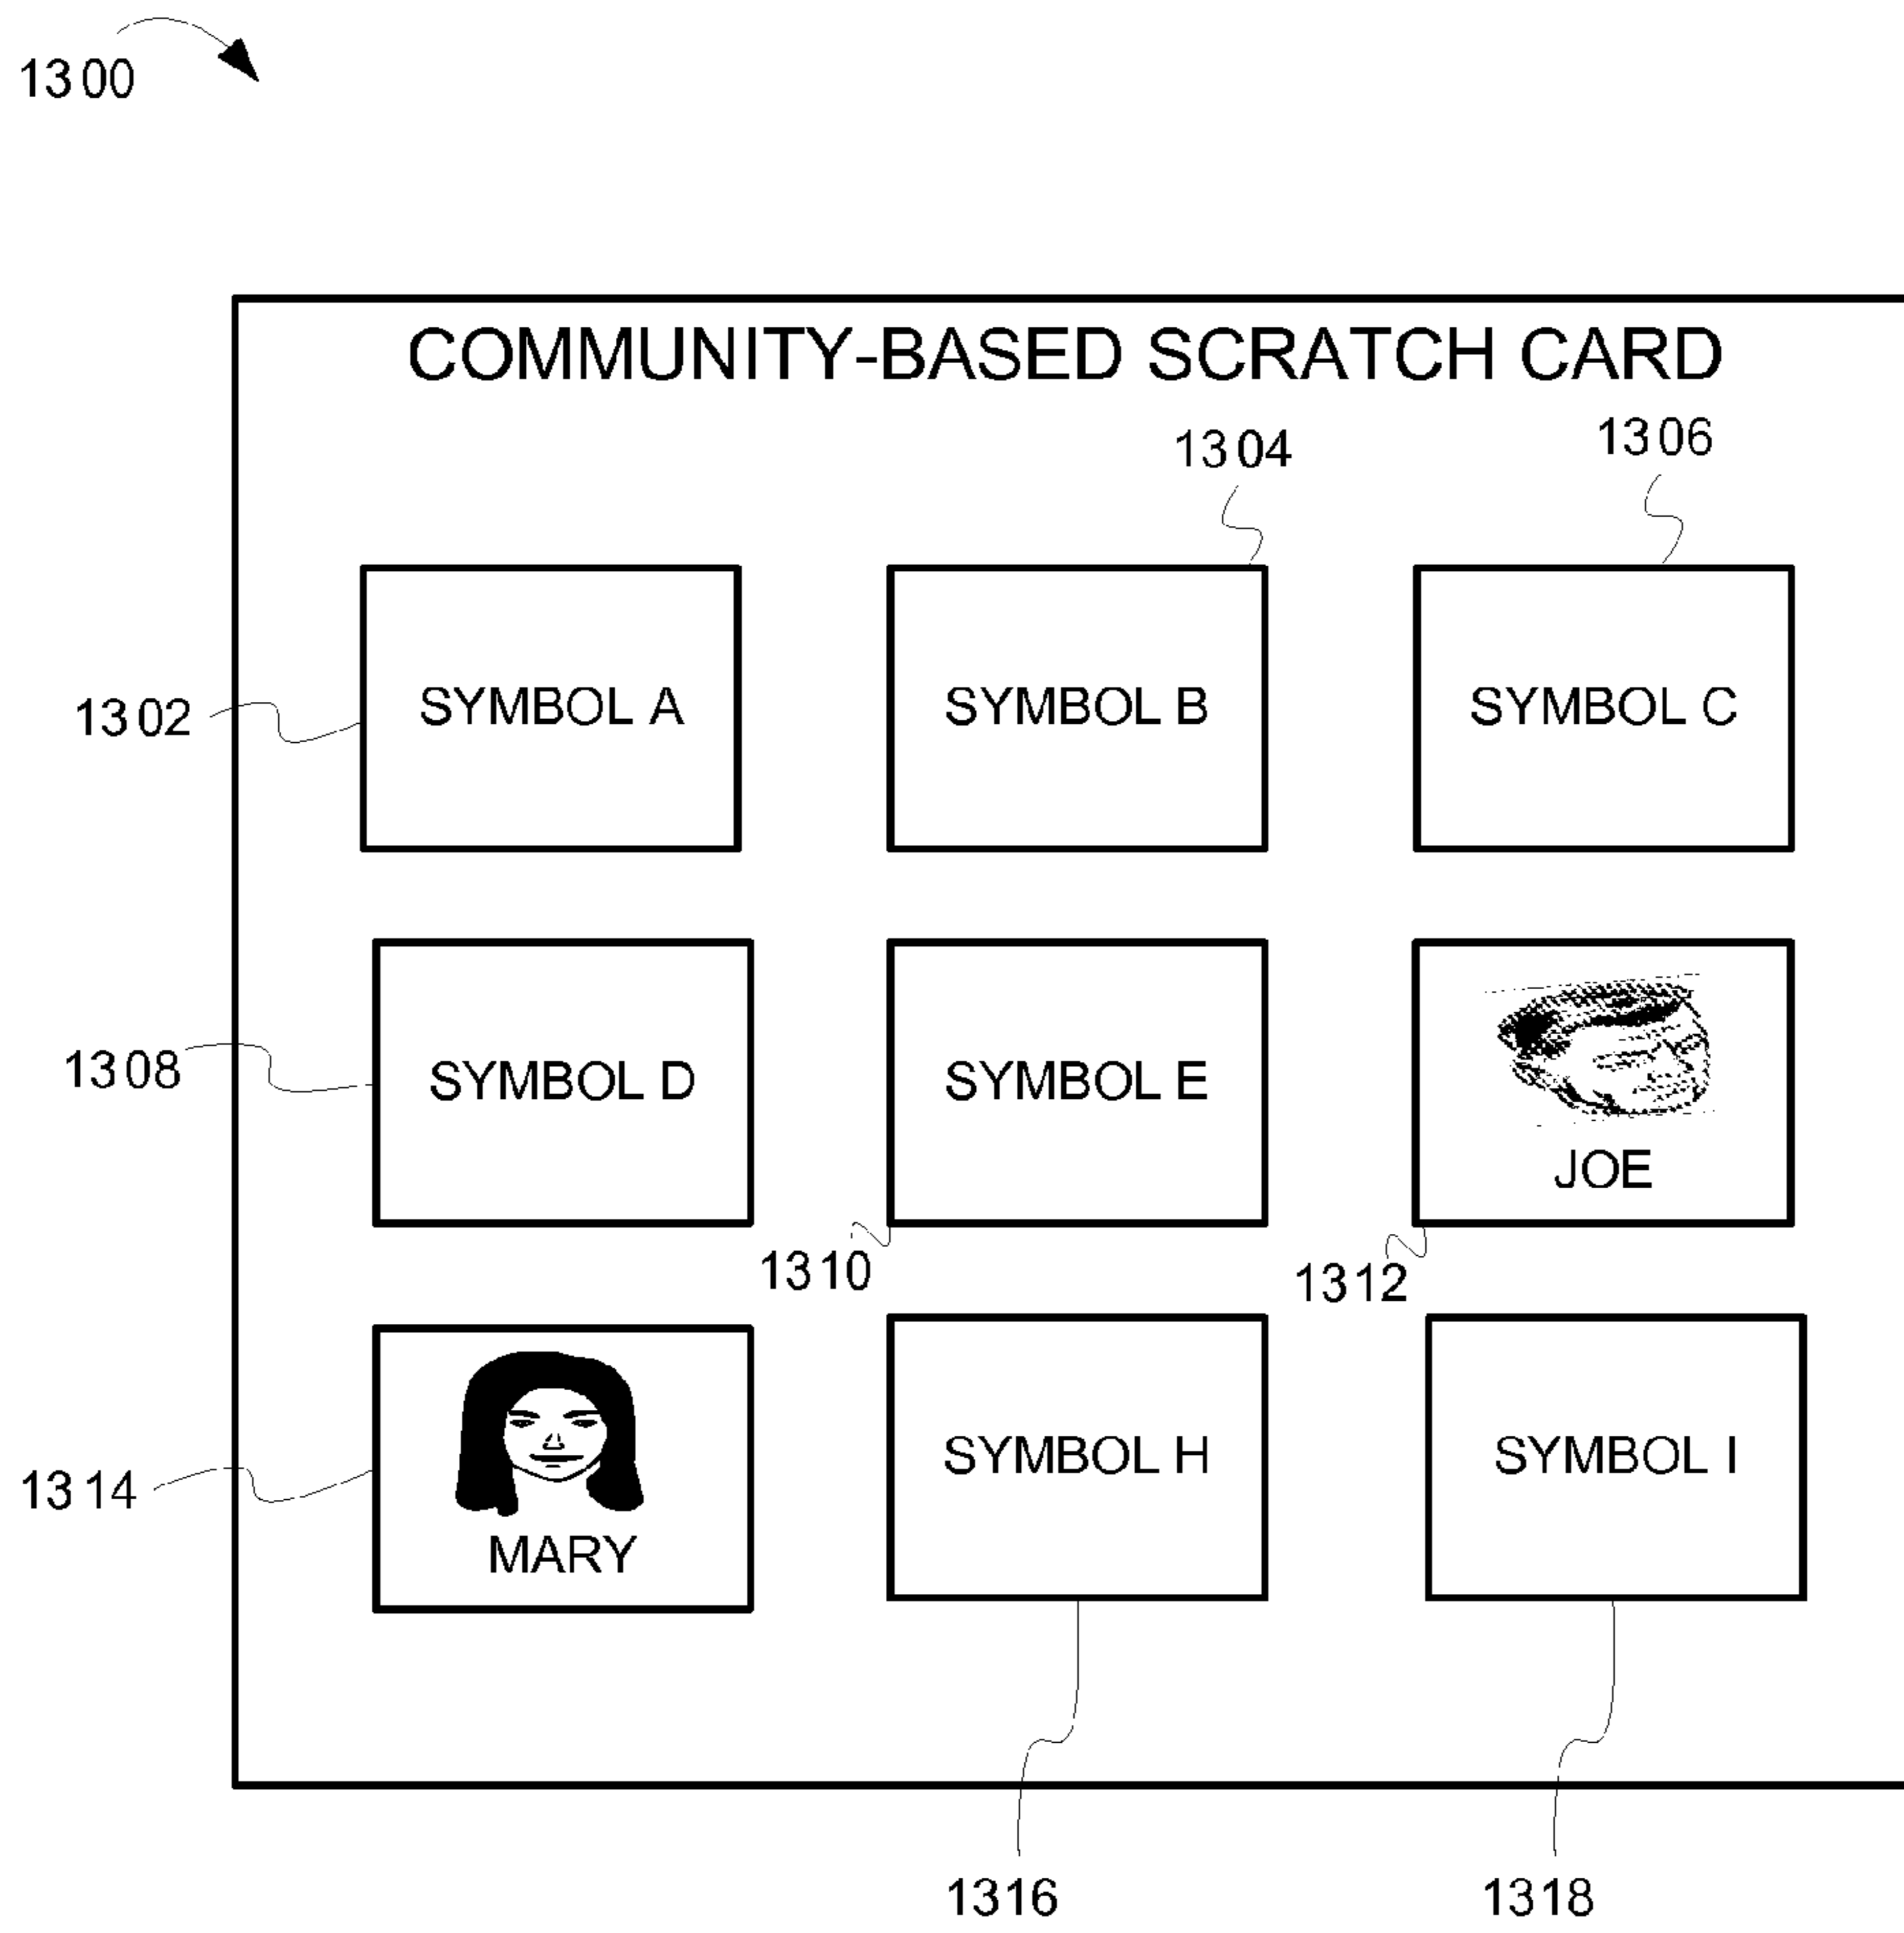 1300
COMMUNITY-BASED SCRATCH CARD
1304 1306
1302 SYMBOL A SYMBOL B SYMBOL C
1308 SYMBOL D SYMBOL E
JOE
1310 1312
1314 SYMBOL H SYMBOL I
MARY
1316 1318